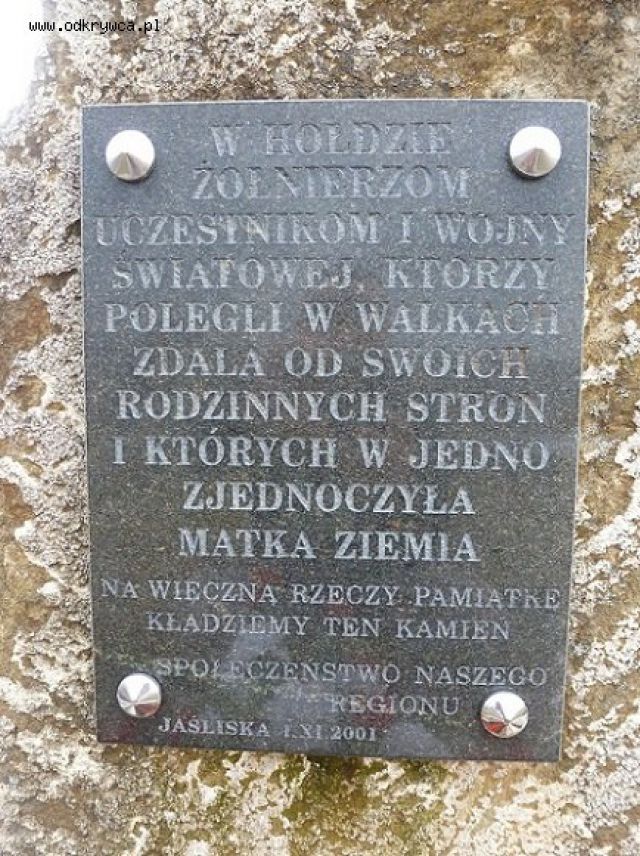 www.odkrywca.pl
W HOŁDZIE
ŻOŁNIERZOM
UCZESTNIKOM I WOJNY
ŚWIATOWEJ, KTÓRZY
POLEGLI W WALKACH
ZDALA OD SWOICH
RODZINNYCH STRON
I KTÓRYCH W JEDNO
ZJEDNOCZYŁA
MATKA ZIEMIA
NA WIECZNĄ RZECZY PAMIĄTKĘ
KŁADZIEMY TEN KAMIEŃ
SPOŁECZEŃSTWO NASZEGO
REGIONU
JAŚLISKA 1.XI.2001